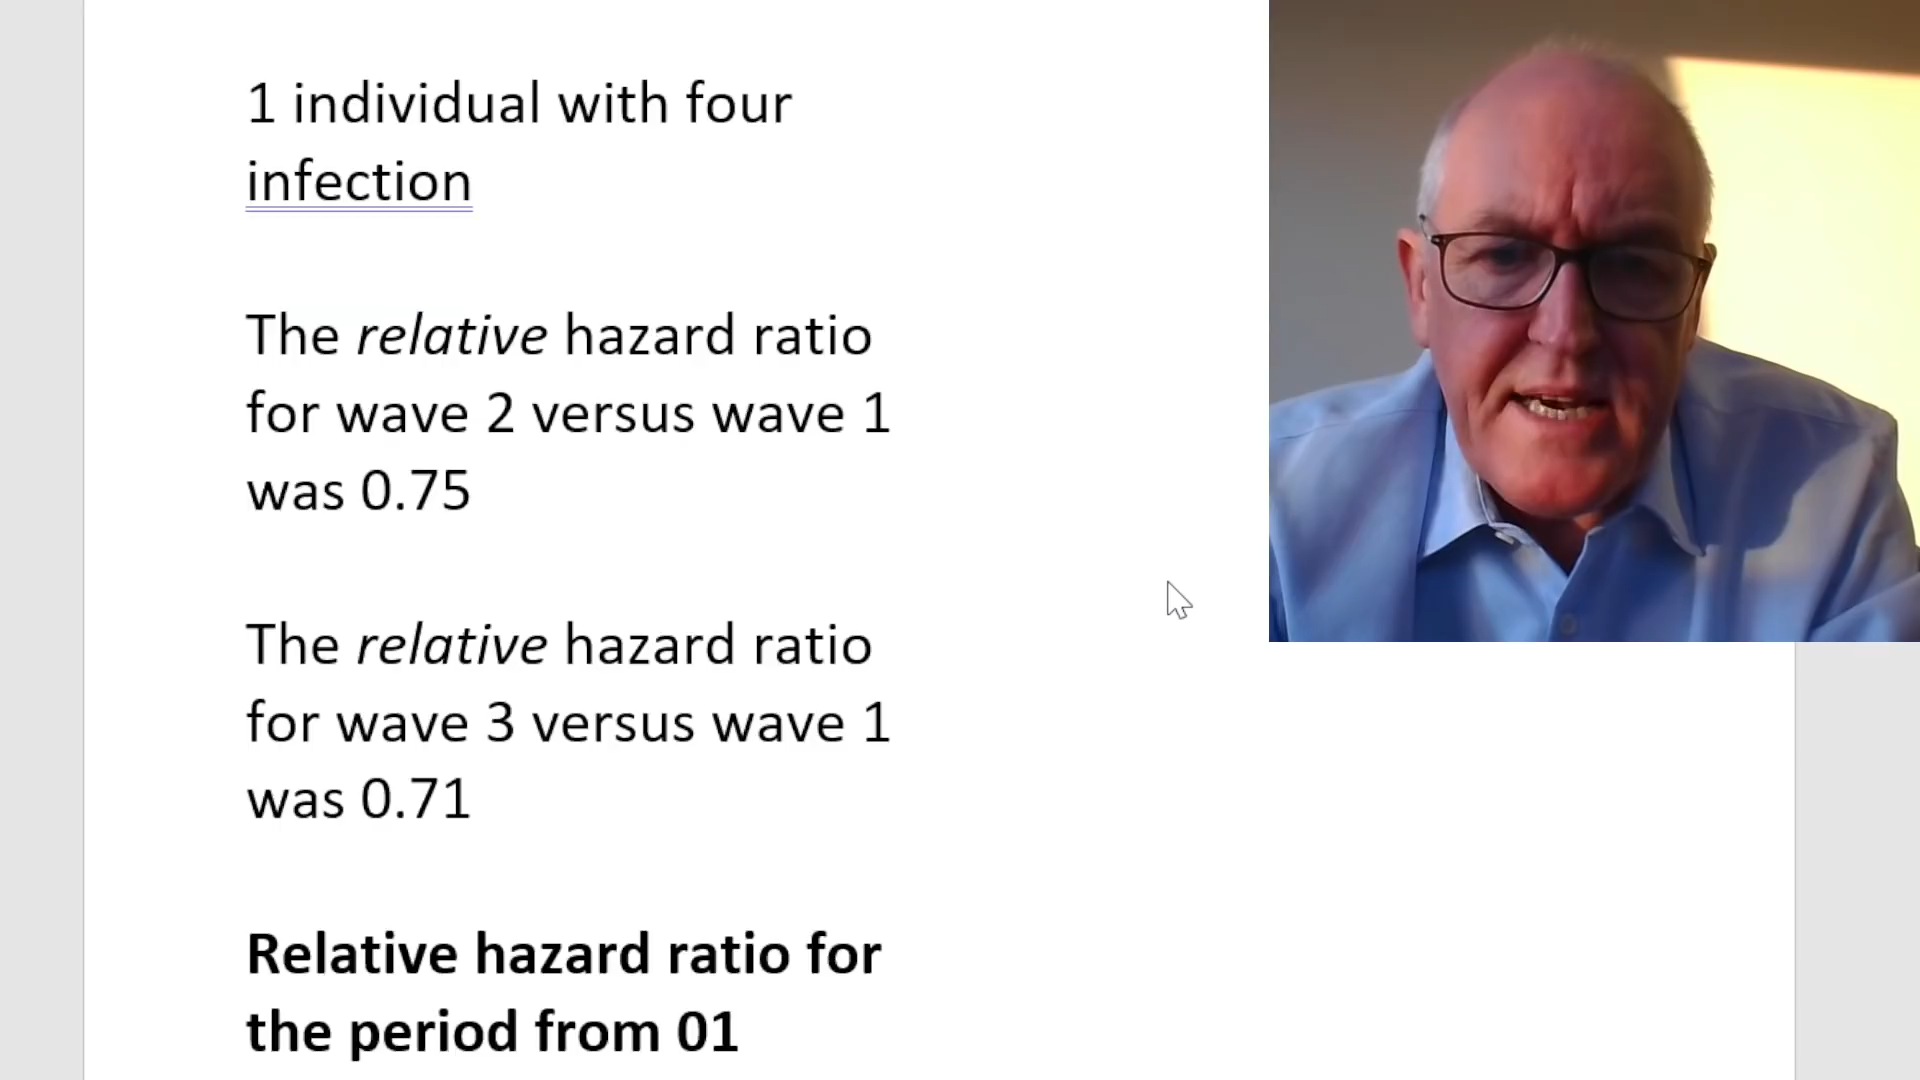 1 individual with four
infection
The relative hazard ratio
for wave 2 versus wave 1
was 0.75
The relative hazard ratio
for wave 3 versus wave 1
was 0.71
Relative hazard ratio for
the period from 01